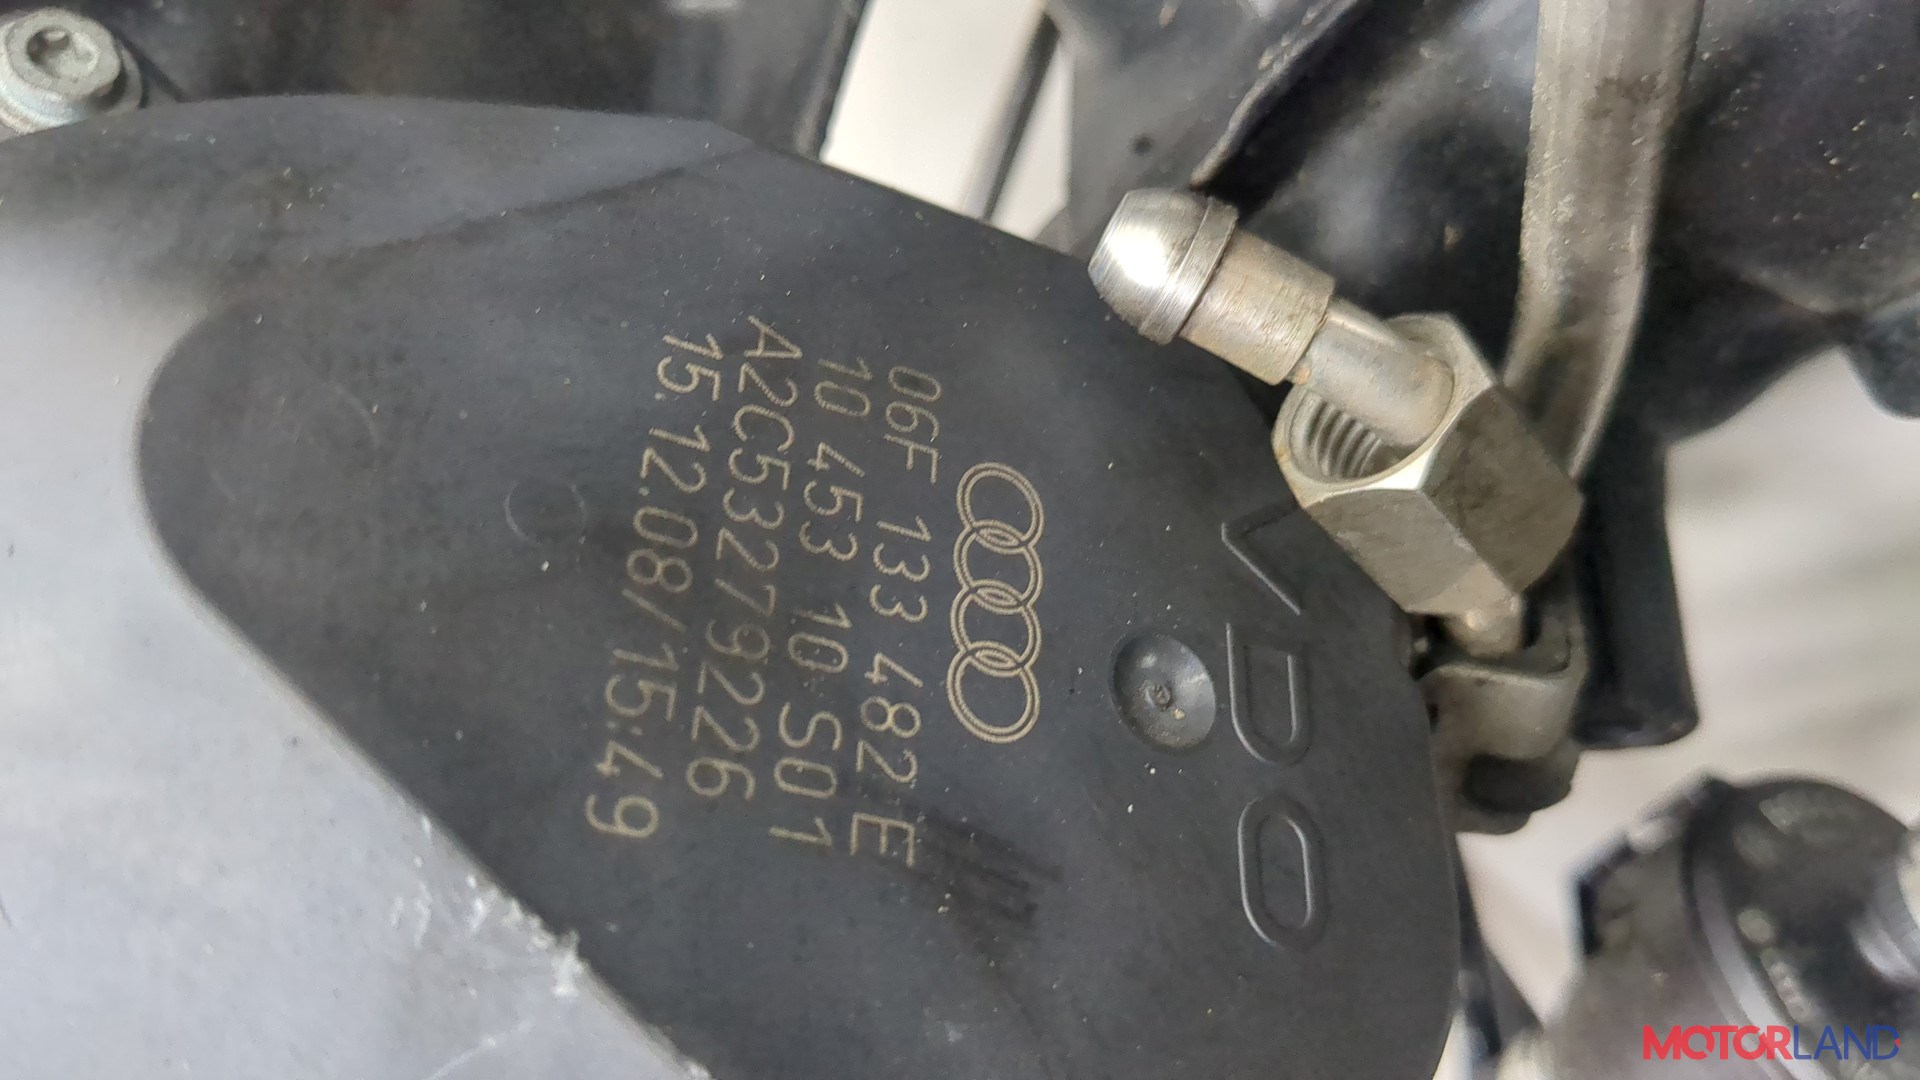 VDO
06F 133 482 E
10 453 10 S01
A2C53279226
15.12.08/15:49
MOTORLAND